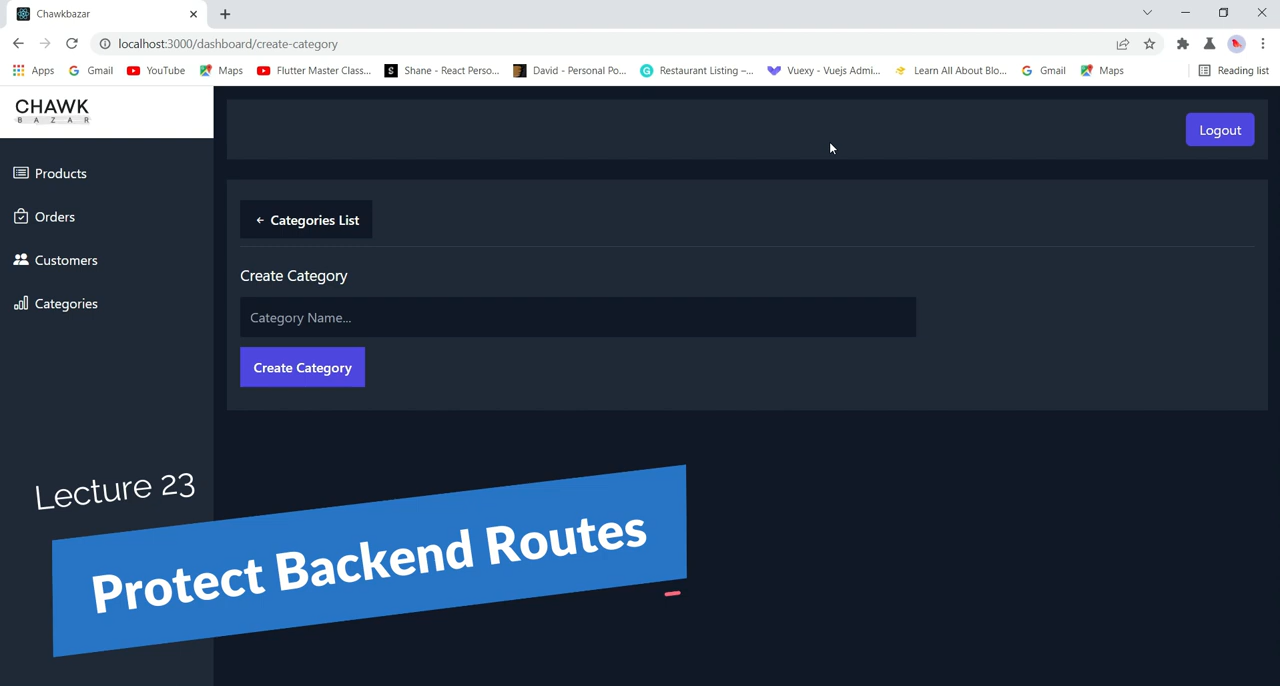 Chawkbazar
localhost:3000/dashboard/create-category
Apps
Gmail
YouTube
Maps
Flutter Master Class...
Shane - React Perso...
David - Personal Po...
Restaurant Listing –...
Vuexy - Vuejs Admi...
Learn All About Blo...
Gmail
Maps
Reading list
CHAWK
BAZAR
Logout
Products
Orders
Customers
Categories
← Categories List
Create Category
Category Name...
Create Category
Lecture 23
Protect Backend Routes